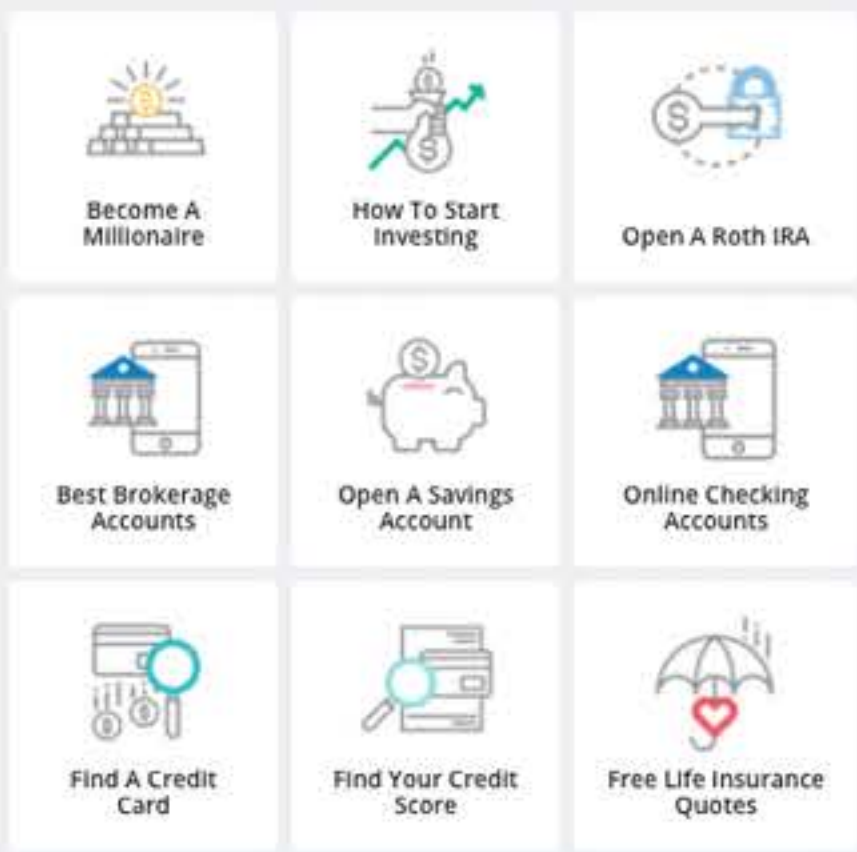 Become A
Millionaire
How To Start
Investing
Open A Roth IRA
Best Brokerage
Accounts
$
Open A Savings
Account
Online Checking
Accounts
Find A Credit
Card
Find Your Credit
Score
Free Life Insurance
Quotes